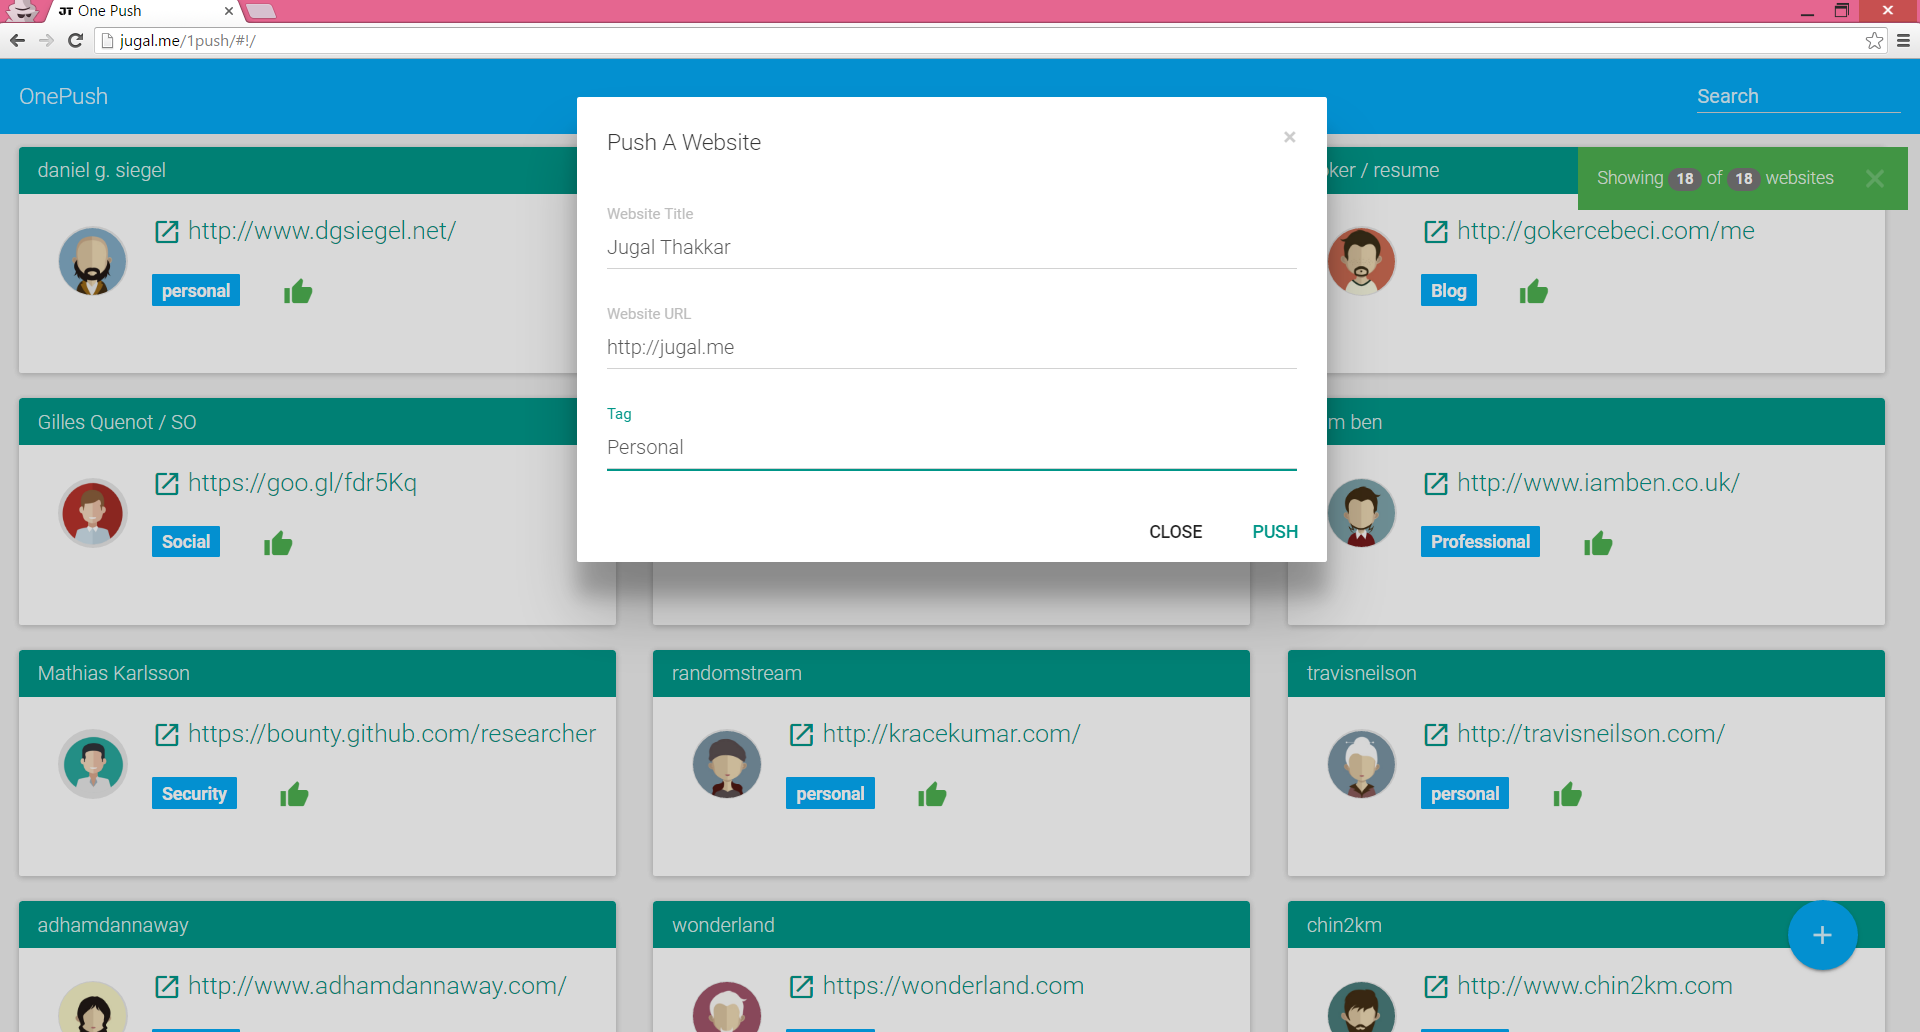 One Push
jugal.me/1push/#!/
OnePush
Search
Push A Website
×
Website Title
Jugal Thakkar
Website URL
http://jugal.me
Tag
Personal
CLOSE
PUSH
Showing 18 of 18 websites
daniel g. siegel
http://www.dgsiegel.net/
personal
ker / resume
http://gokercebeci.com/me
Blog
Gilles Quenot / SO
https://goo.gl/fdr5Kq
Social
m ben
http://www.iamben.co.uk/
Professional
Mathias Karlsson
https://bounty.github.com/researcher
Security
randomstream
http://kracekumar.com/
personal
travisneilson
http://travisneilson.com/
personal
adhamdannaway
http://www.adhamdannaway.com/
wonderland
https://wonderland.com
chin2km
http://www.chin2km.com
+